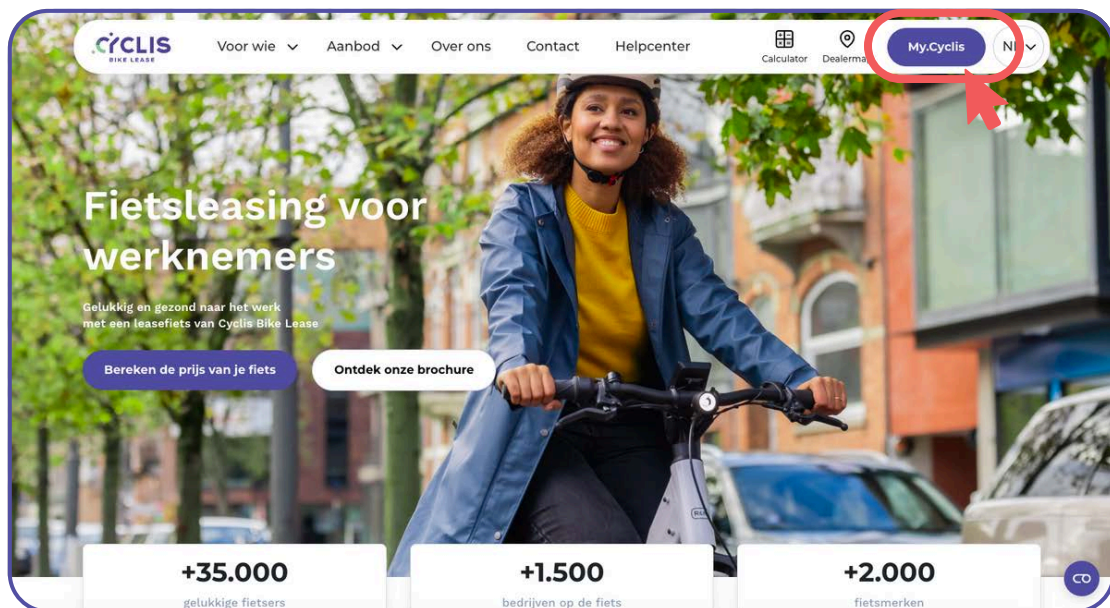 CYCLIS
BIKE LEASE
Voor wie
Aanbod
Over ons
Contact
Helpcenter
Calculator
My.Cyclis
Fietsleasing voor
werknemers
Gelukkig en gezond naar het werk
met een leasefiets van Cyclis Bike Lease
Bereken de prijs van je fiets
Ontdek onze brochure
+35.000
gelukkige fietsers
+1.500
bedrijven op de fiets
+2.000
fietsmerken